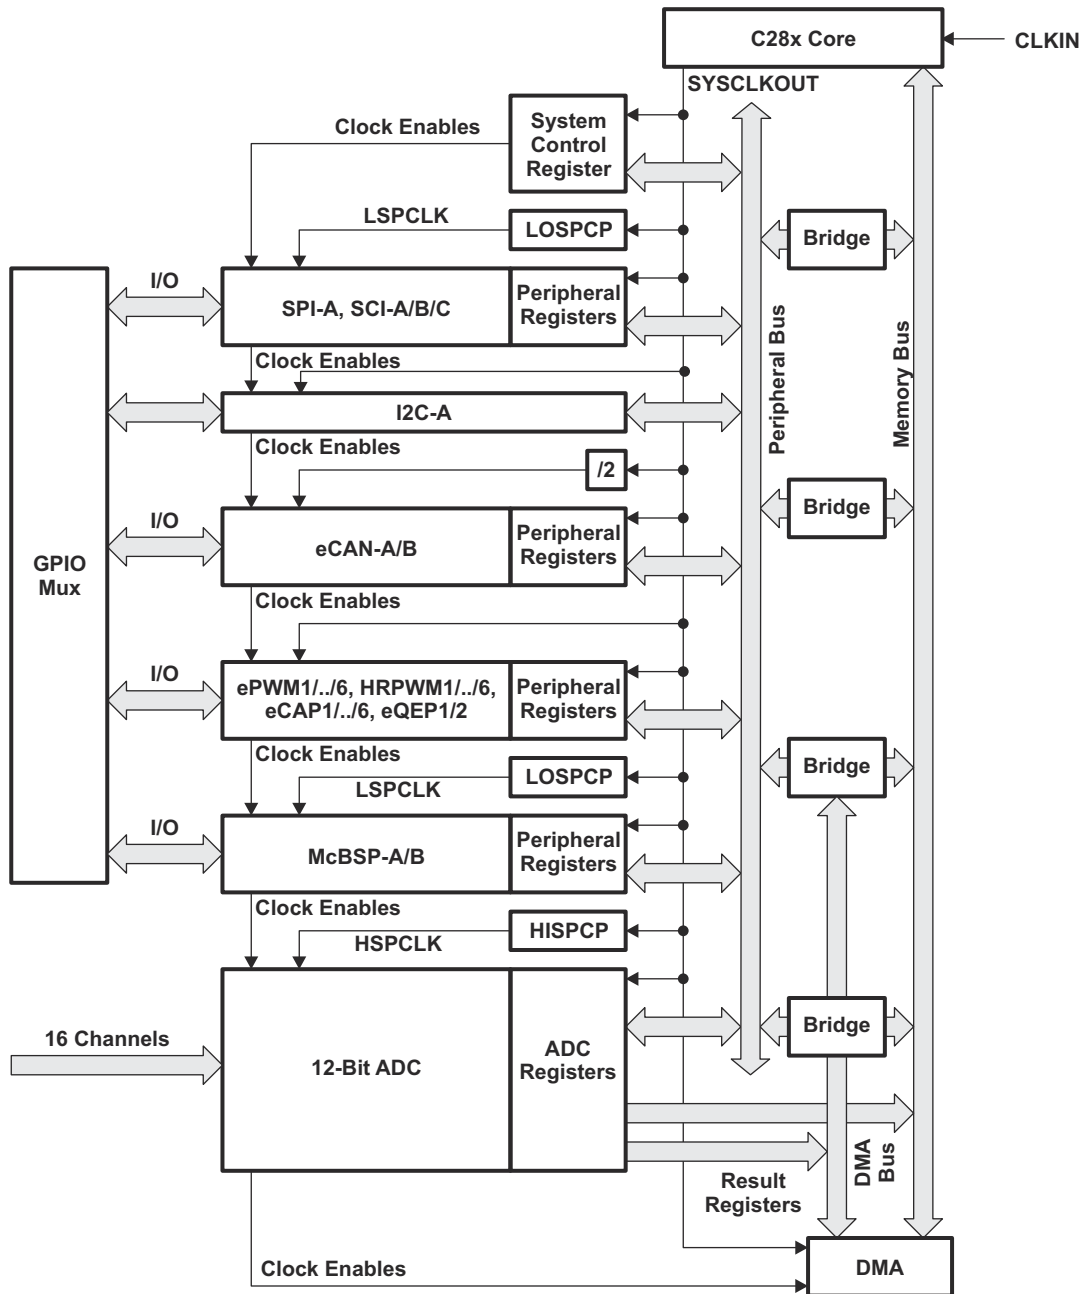 C28x Core
CLKIN
SYSCLKOUT
Clock Enables
System
Control
Register
LSPCLK
LOSPCP
Bridge
I/O
SPI-A, SCI-A/B/C
Peripheral
Registers
Peripheral Bus
Memory Bus
Clock Enables
I2C-A
Clock Enables
/2
Bridge
I/O
eCAN-A/B
Peripheral
Registers
GPIO
Mux
Clock Enables
I/O
ePWM1/../6, HRPWM1/../6,
eCAP1/../6, eQEP1/2
Peripheral
Registers
Clock Enables
LSPCLK
LOSPCP
Bridge
I/O
McBSP-A/B
Peripheral
Registers
Clock Enables
HSPCLK
HISPCP
16 Channels
12-Bit ADC
ADC
Registers
Bridge
DMA
Bus
Result
Registers
Clock Enables
DMA